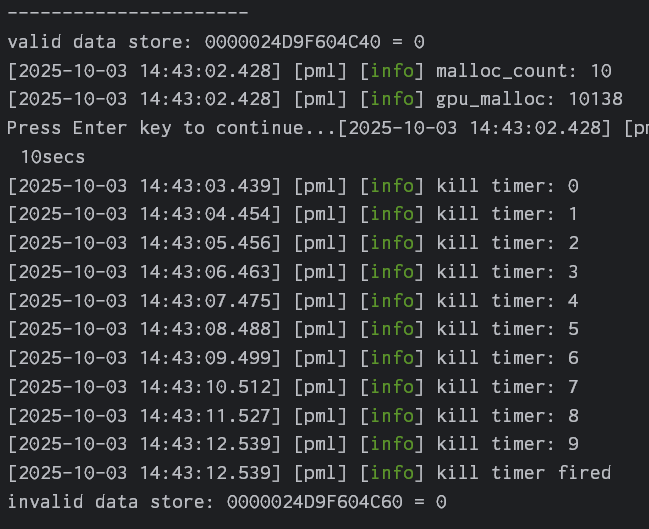 ----------------------
valid data store: 0000024D9F604C40 = 0
[2025-10-03 14:43:02.428] [pml] [info] malloc_count: 10
[2025-10-03 14:43:02.428] [pml] [info] gpu_malloc: 10138
Press Enter key to continue...[2025-10-03 14:43:02.428] [pm
10secs
[2025-10-03 14:43:03.439] [pml] [info] kill timer: 0
[2025-10-03 14:43:04.454] [pml] [info] kill timer: 1
[2025-10-03 14:43:05.456] [pml] [info] kill timer: 2
[2025-10-03 14:43:06.463] [pml] [info] kill timer: 3
[2025-10-03 14:43:07.475] [pml] [info] kill timer: 4
[2025-10-03 14:43:08.488] [pml] [info] kill timer: 5
[2025-10-03 14:43:09.499] [pml] [info] kill timer: 6
[2025-10-03 14:43:10.512] [pml] [info] kill timer: 7
[2025-10-03 14:43:11.527] [pml] [info] kill timer: 8
[2025-10-03 14:43:12.539] [pml] [info] kill timer: 9
[2025-10-03 14:43:12.539] [pml] [info] kill timer fired
invalid data store: 0000024D9F604C60 = 0